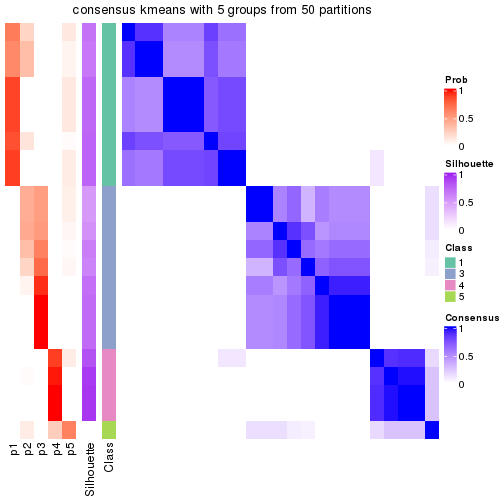 consensus kmeans with 5 groups from 50 partitions
Prob
1
0.5
0
Silhouette
1
0.5
0
Class
1
3
4
5
Consensus
1
0.5
0
p1
p2
p3
p4
p5
Silhouette
Class